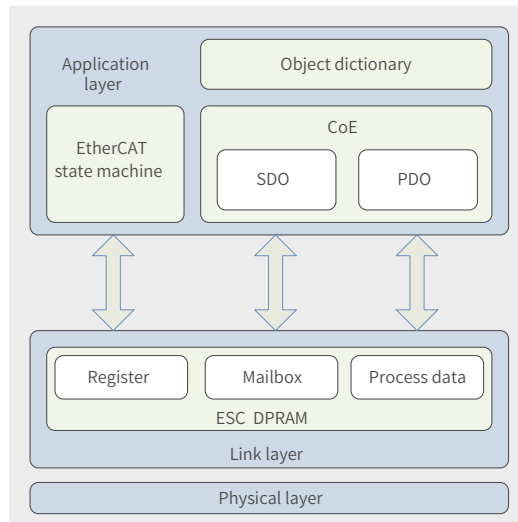 Application
layer
Object dictionary
EtherCAT
state machine
CoE
SDO
PDO
Register
Mailbox
Process data
ESC DPRAM
Link layer
Physical layer